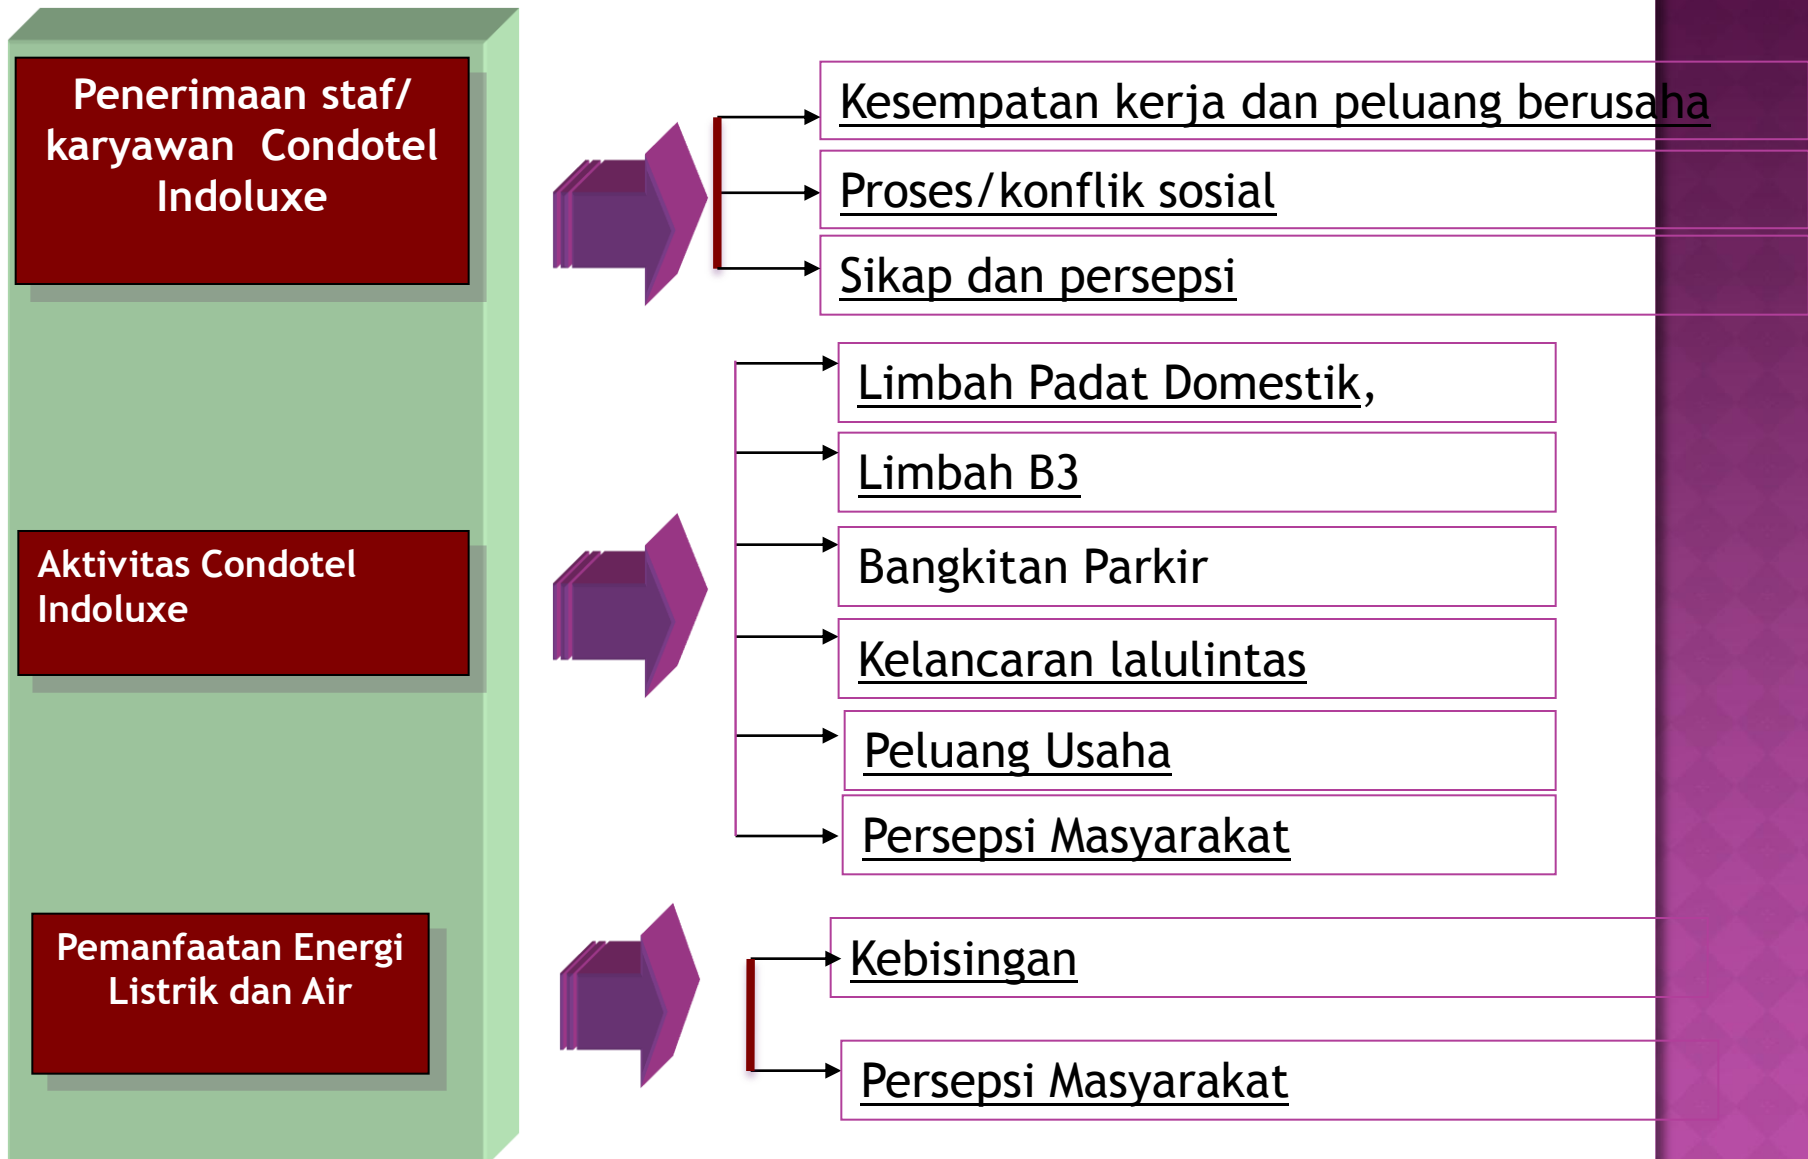 Penerimaan staf/
karyawan Condotel
Indoluxe
Kesempatan kerja dan peluang berusaha
Proses/konflik sosial
Sikap dan persepsi
Aktivitas Condotel
Indoluxe
Limbah Padat Domestik,
Limbah B3
Bangkitan Parkir
Kelancaran lalulintas
Peluang Usaha
Persepsi Masyarakat
Pemanfaatan Energi
Listrik dan Air
Kebisingan
Persepsi Masyarakat